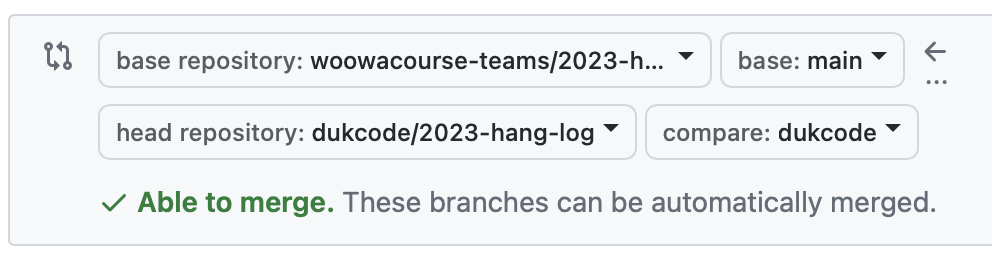 base repository: woowacourse-teams/2023-h... base: main
...
head repository: dukcode/2023-hang-log compare: dukcode
Able to merge. These branches can be automatically merged.